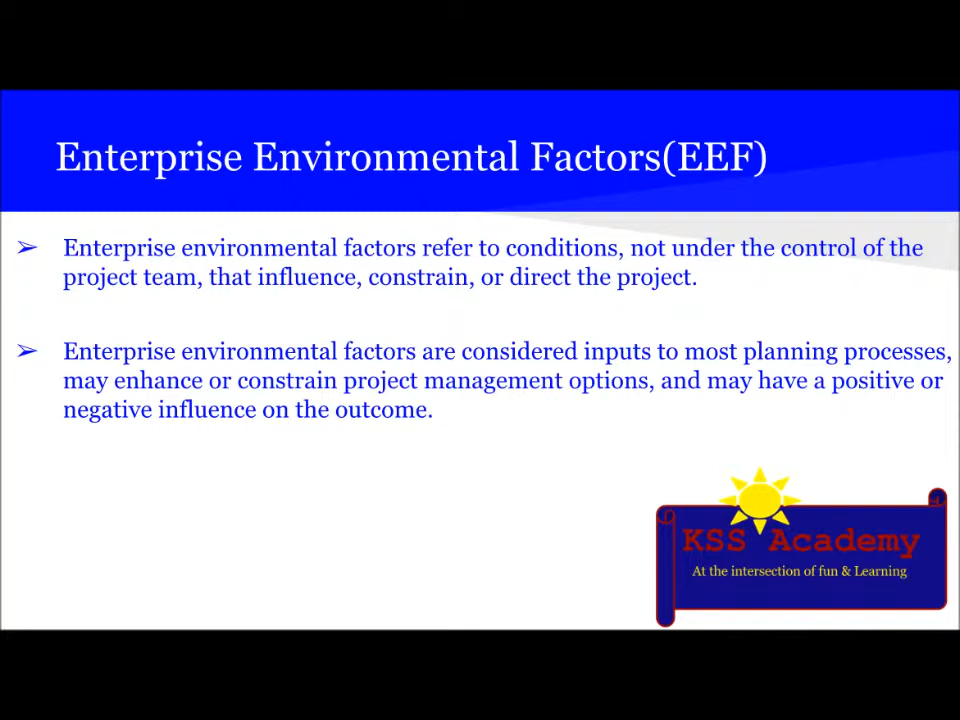 Enterprise Environmental Factors(EEF)
➢ Enterprise environmental factors refer to conditions, not under the control of the
project team, that influence, constrain, or direct the project.
➢ Enterprise environmental factors are considered inputs to most planning processes,
may enhance or constrain project management options, and may have a positive or
negative influence on the outcome.
KSS Academy
At the intersection of fun & Learning